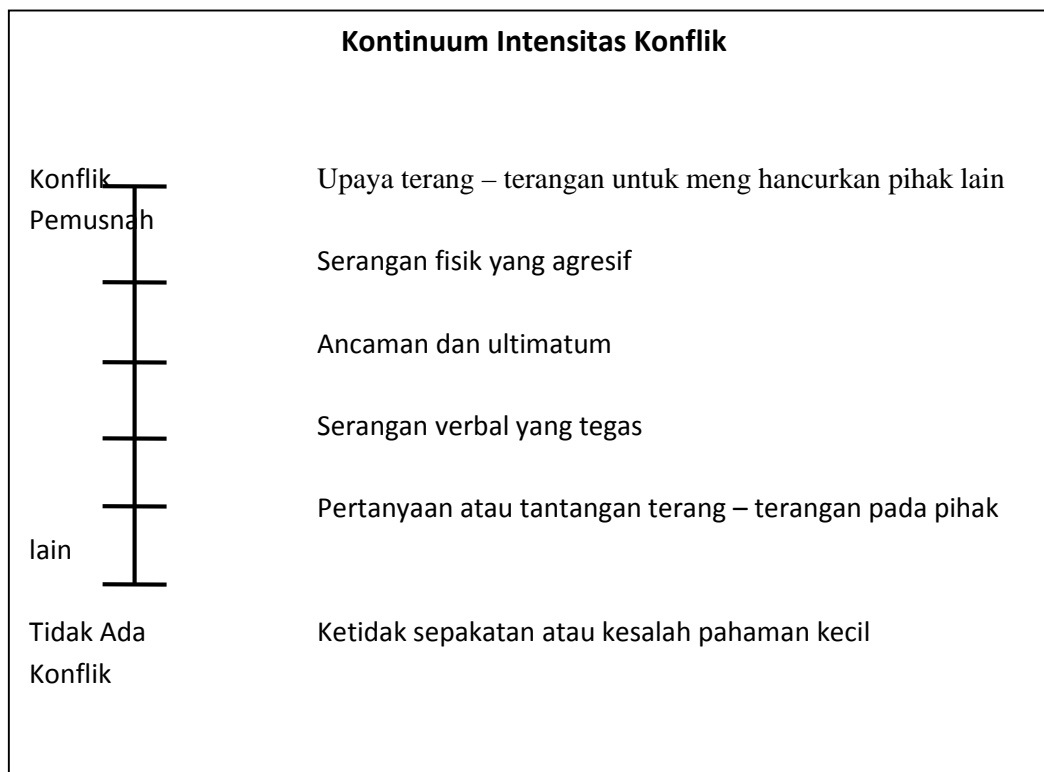 Kontinuum Intensitas Konflik
Konflik Upaya terang – terangan untuk meng hancurkan pihak lain
Pemusnah
Serangan fisik yang agresif
Ancaman dan ultimatum
Serangan verbal yang tegas
Pertanyaan atau tantangan terang – terangan pada pihak
lain
Tidak Ada Ketidak sepakatan atau kesalah pahaman kecil
Konflik